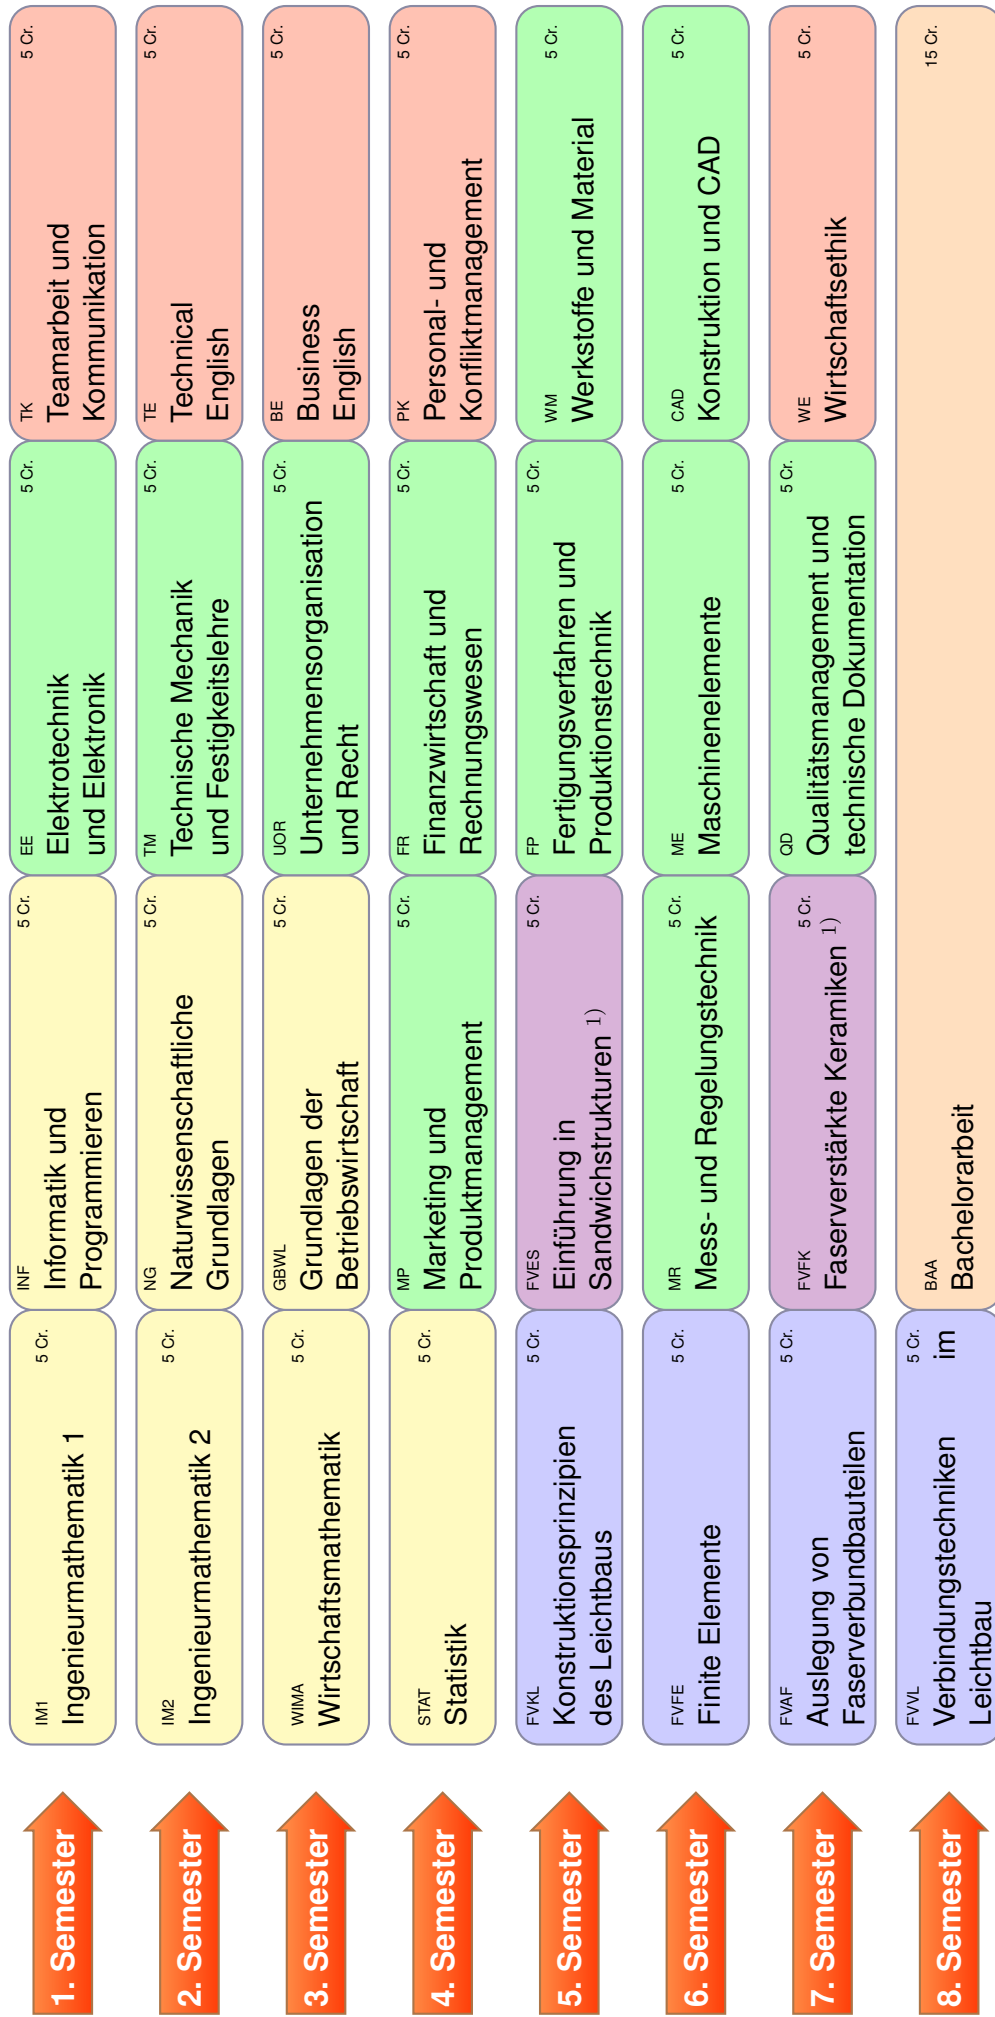 1. Semester
IM1
5 Cr.
Ingenieurmathematik 1
INF
5 Cr.
Informatik und
Programmieren
EE
5 Cr.
Elektrotechnik
und Elektronik
TK
5 Cr.
Teamarbeit und
Kommunikation
2. Semester
IM2
5 Cr.
Ingenieurmathematik 2
NG
5 Cr.
Naturwissenschaftliche
Grundlagen
TM
5 Cr.
Technische Mechanik
und Festigkeitslehre
TE
5 Cr.
Technical
English
3. Semester
WIMA
5 Cr.
Wirtschaftsmathematik
GBWL
5 Cr.
Grundlagen der
Betriebswirtschaft
UOR
5 Cr.
Unternehmensorganisation
und Recht
BE
5 Cr.
Business
English
4. Semester
STAT
5 Cr.
Statistik
MP
5 Cr.
Marketing und
Produktmanagement
FR
5 Cr.
Finanzwirtschaft und
Rechnungswesen
PK
5 Cr.
Personal- und
Konfliktmanagement
5. Semester
FVKL
5 Cr.
Konstruktionsprinzipien
des Leichtbaus
FVES
5 Cr.
Einführung in
Sandwichstrukturen 1)
FP
5 Cr.
Fertigungsverfahren und
Produktionstechnik
WM
5 Cr.
Werkstoffe und Material
6. Semester
FVFE
5 Cr.
Finite Elemente
MR
5 Cr.
Mess- und Regelungstechnik
ME
5 Cr.
Maschinenelemente
CAD
5 Cr.
Konstruktion und CAD
7. Semester
FVAF
5 Cr.
Auslegung von
Faserverbundbauteilen
FVFK
5 Cr.
Faserverstärkte Keramiken 1)
QD
5 Cr.
Qualitätsmanagement und
technische Dokumentation
WE
5 Cr.
Wirtschaftsethik
8. Semester
FVVL
5 Cr.
Verbindungstechniken im
Leichtbau
BAA
15 Cr.
Bachelorarbeit